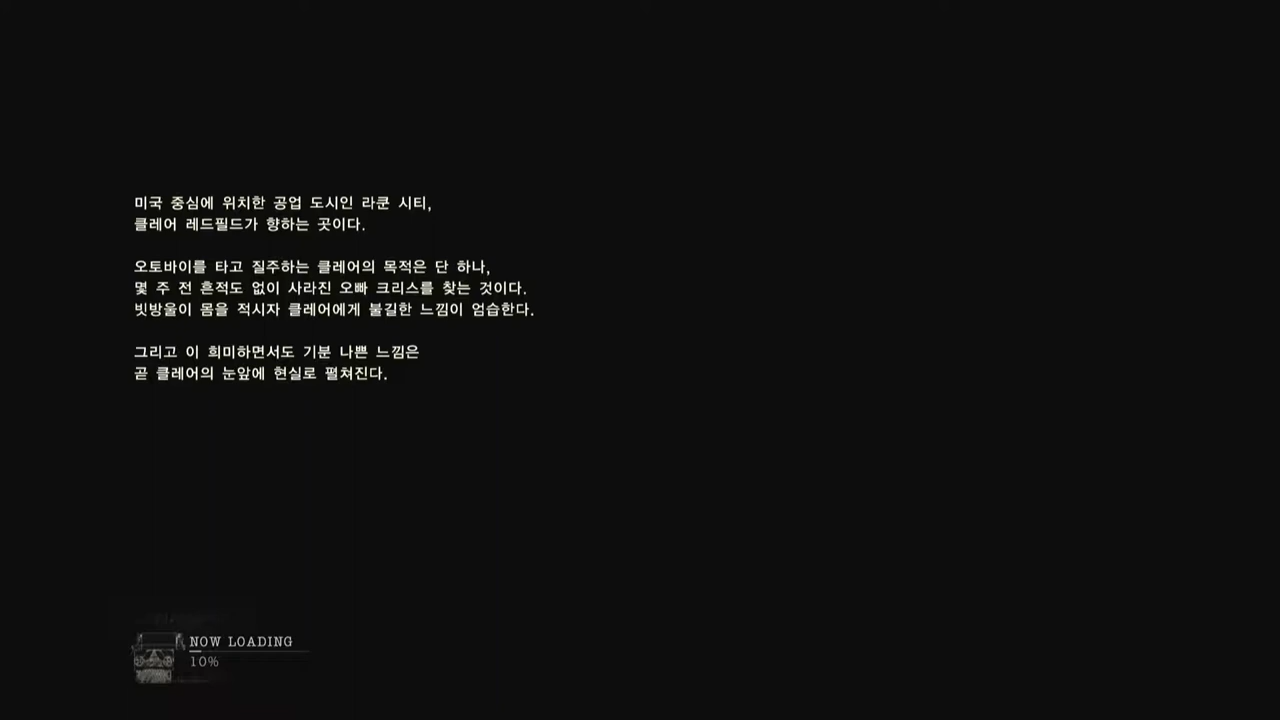 미국 중심에 위치한 공업 도시인 라쿤 시티,
클레어 레드필드가 향하는 곳이다.
오토바이를 타고 질주하는 클레어의 목적은 단 하나,
몇 주 전 흔적도 없이 사라진 오빠 크리스를 찾는 것이다.
빗방울이 몸을 적시자 클레어에게 불길한 느낌이 엄습한다.
그리고 이 희미하면서도 기분 나쁜 느낌은
곧 클레어의 눈앞에 현실로 펼쳐진다.
NOW LOADING
10%